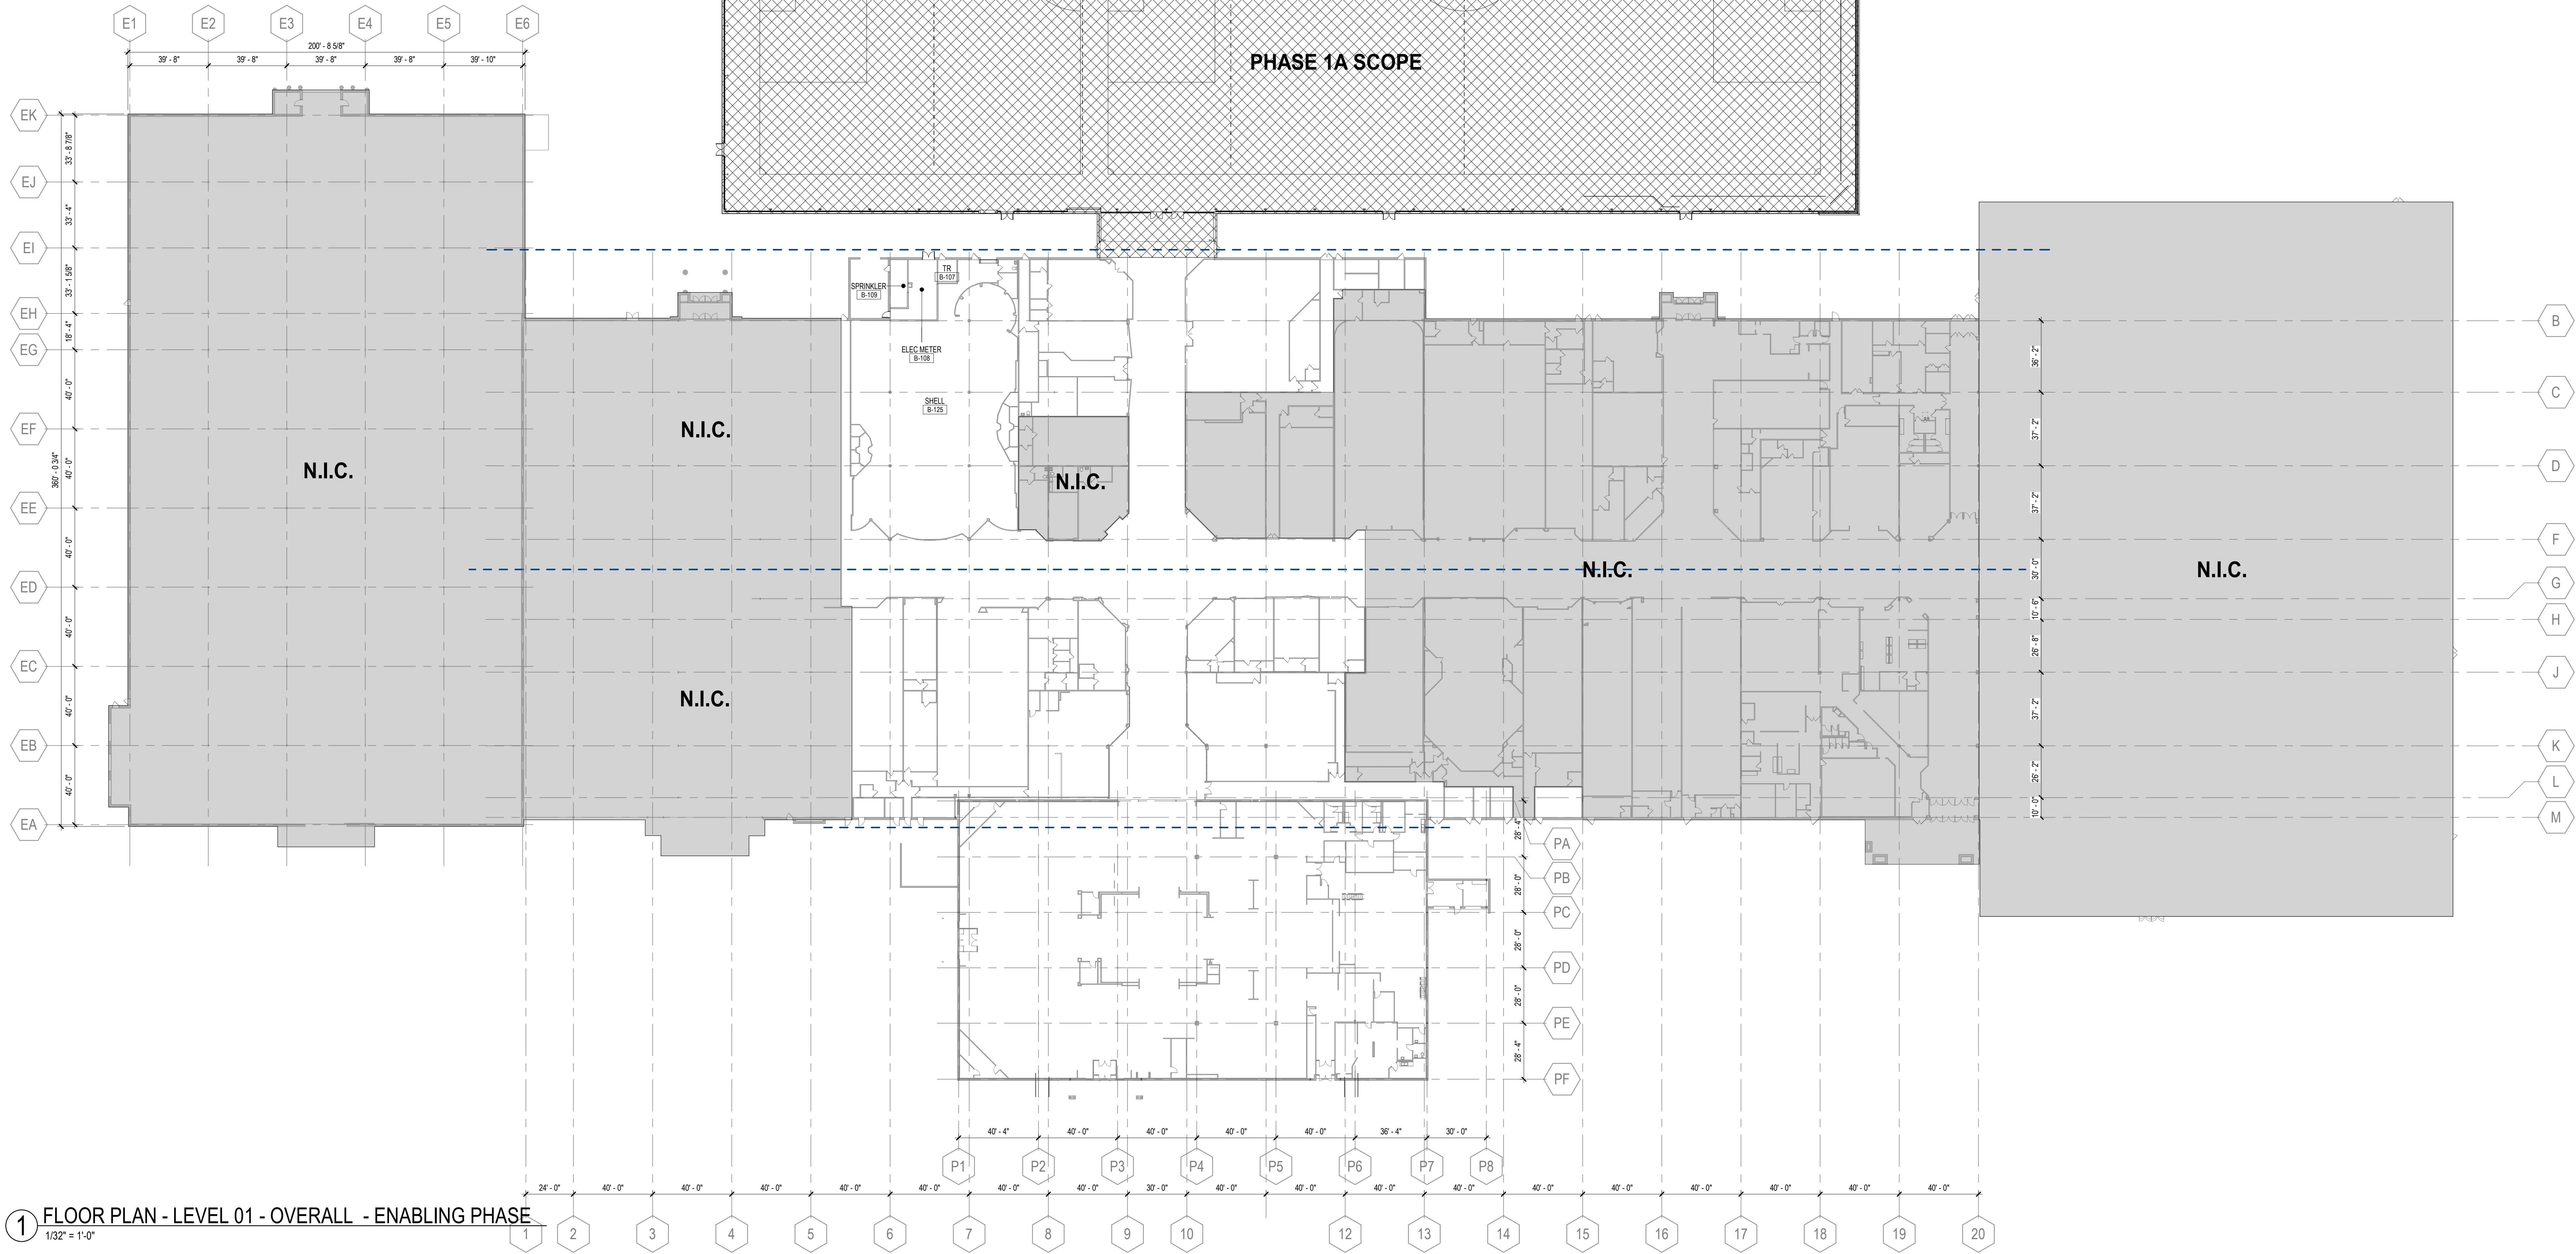 E1
E2
E3
E4
E5
E6
200' - 8 5/8"
39' - 8"
39' - 8"
39' - 8"
39' - 8"
39' - 10"
PHASE 1A SCOPE
EK
EJ
EI
EH
EG
EF
EE
ED
EC
EB
EA
33' - 8 7/8"
33' - 4"
33' - 1 5/8"
18' - 4"
40' - 0"
40' - 0"
40' - 0"
40' - 0"
40' - 0"
40' - 0"
360' - 0 3/4"
TR
B-107
SPRINKLER
B-109
ELEC METER
B-108
SHELL
B-125
N.I.C.
N.I.C.
N.I.C.
N.I.C.
N.I.C.
N.I.C.
B
C
D
F
G
H
J
K
L
M
36' - 2"
37' - 2"
37' - 2"
30' - 0"
10' - 6"
26' - 8"
37' - 2"
26' - 2"
10' - 0"
PA
PB
PC
PD
PE
PF
28' - 4"
28' - 0"
28' - 0"
28' - 0"
28' - 4"
40' - 4"
40' - 0"
40' - 0"
40' - 0"
40' - 0"
36' - 4"
30' - 0"
P1
P2
P3
P4
P5
P6
P7
P8
24' - 0"
40' - 0"
40' - 0"
40' - 0"
40' - 0"
40' - 0"
40' - 0"
40' - 0"
30' - 0"
40' - 0"
40' - 0"
40' - 0"
40' - 0"
40' - 0"
40' - 0"
40' - 0"
40' - 0"
40' - 0"
40' - 0"
1
2
3
4
5
6
7
8
9
10
12
13
14
15
16
17
18
19
20
1
FLOOR PLAN - LEVEL 01 - OVERALL - ENABLING PHASE
1/32" = 1'-0"